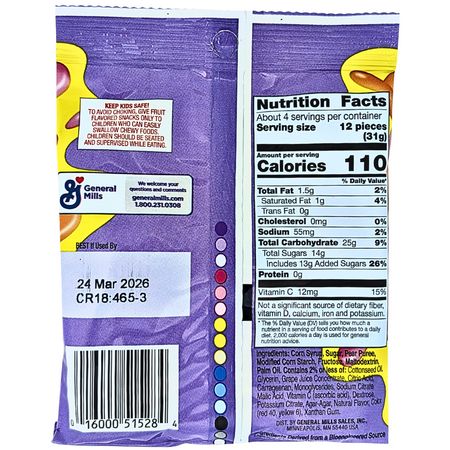 KEEP KIDS SAFE!
TO AVOID CHOKING, GIVE FRUIT
FLAVORED SNACKS ONLY TO
CHILDREN WHO CAN EASILY
SWALLOW CHEWY FOODS.
CHILDREN SHOULD BE SEATED
AND SUPERVISED WHILE EATING.
General
Mills
We welcome your
questions and comments
generalmills.com
1.800.231.0308
BEST If Used By
24 Mar 2026
CR18:465-3
0 16000 51528 4
Nutrition Facts
About 4 servings per container
Serving size 12 pieces
(31g)
Amount per serving
Calories 110
% Daily Value*
Total Fat 1.5g 2%
Saturated Fat 1g 4%
Trans Fat 0g
Cholesterol 0mg 0%
Sodium 55mg 2%
Total Carbohydrate 25g 9%
Total Sugars 14g
Includes 13g Added Sugars 26%
Protein 0g
Vitamin C 12mg 15%
Not a significant source of dietary fiber,
vitamin D, calcium, iron and potassium.
*The % Daily Value (DV) tells you how much a
nutrient in a serving of food contributes to a daily
diet. 2,000 calories a day is used for general
nutrition advice.
Ingredients: Corn Syrup, Sugar, Pear Puree,
Modified Corn Starch, Fructose, Maltodextrin,
Palm Oil. Contains 2% or less of: Cottonseed Oil,
Glycerin, Grape Juice Concentrate, Citric Acid,
Carrageenan, Monoglycerides, Sodium Citrate,
Malic Acid, Vitamin C (ascorbic acid), Dextrose,
Potassium Citrate, Agar-Agar, Natural Flavor, Color
(red 40, yellow 6), Xanthan Gum.
DIST. BY GENERAL MILLS SALES, INC.,
MINNEAPOLIS, MN 55440 USA
Ingredients Derived from a Bioengineered Source